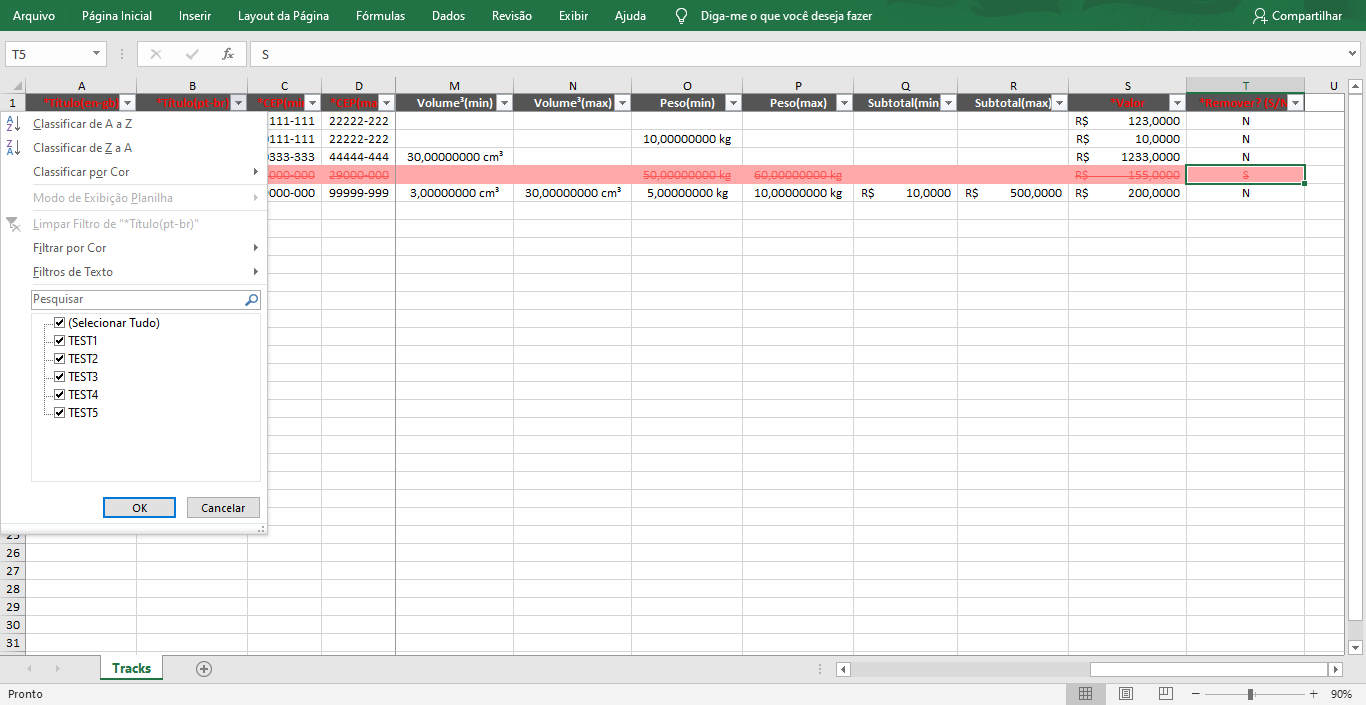 Arquivo Página Inicial Inserir Layout da Página Fórmulas Dados Revisão Exibir Ajuda Diga-me o que você deseja fazer Compartilhar
T5 fx S
A B C D M N O P Q R S T U
1 *Título(en-gb) *Título(pt-br) *CEP(mi *CEP(ma Volume³(min) Volume³(max) Peso(min) Peso(max) Subtotal(min Subtotal(max) *Valor *Remover? (S/N
111-111 22222-222 R$ 123,0000 N
111-111 22222-222 10,00000000 kg R$ 10,0000 N
333-333 44444-444 30,00000000 cm³ R$ 1233,0000 N
000-000 29000-000 50,00000000 kg 60,00000000 kg R$ 155,0000 S
000-000 99999-999 3,00000000 cm³ 30,00000000 cm³ 5,00000000 kg 10,00000000 kg R$ 10,0000 R$ 500,0000 R$ 200,0000 N
Classificar de A a Z
Classificar de Z a A
Classificar por Cor
Modo de Exibição Planilha
Limpar Filtro de "*Título(pt-br)"
Filtrar por Cor
Filtros de Texto
Pesquisar
(Selecionar Tudo)
TEST1
TEST2
TEST3
TEST4
TEST5
OK Cancelar
25
26
27
28
29
30
31
Tracks
Pronto 90%